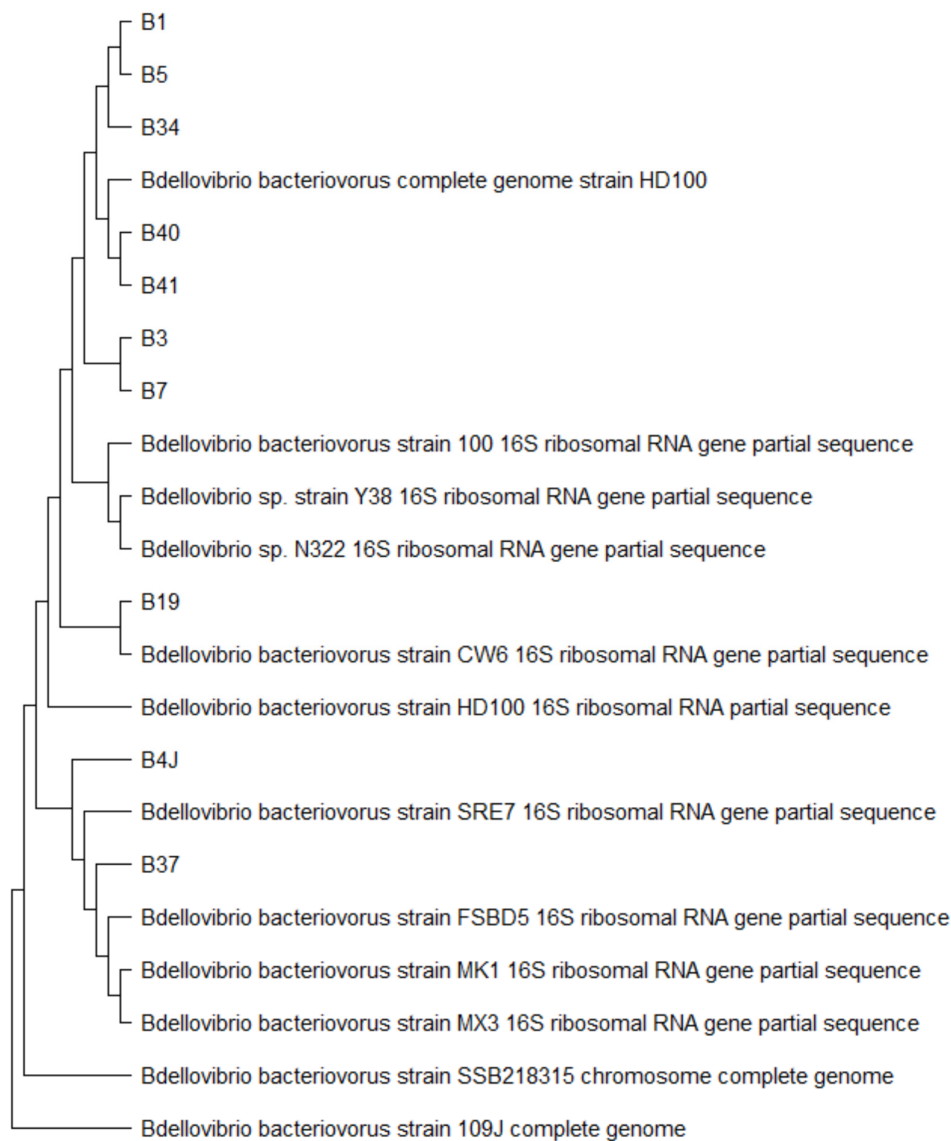 B1
B5
B34
Bdellovibrio bacteriovorus complete genome strain HD100
B40
B41
B3
B7
Bdellovibrio bacteriovorus strain 100 16S ribosomal RNA gene partial sequence
Bdellovibrio sp. strain Y38 16S ribosomal RNA gene partial sequence
Bdellovibrio sp. N322 16S ribosomal RNA gene partial sequence
B19
Bdellovibrio bacteriovorus strain CW6 16S ribosomal RNA gene partial sequence
Bdellovibrio bacteriovorus strain HD100 16S ribosomal RNA partial sequence
B4J
Bdellovibrio bacteriovorus strain SRE7 16S ribosomal RNA gene partial sequence
B37
Bdellovibrio bacteriovorus strain FSBD5 16S ribosomal RNA gene partial sequence
Bdellovibrio bacteriovorus strain MK1 16S ribosomal RNA gene partial sequence
Bdellovibrio bacteriovorus strain MX3 16S ribosomal RNA gene partial sequence
Bdellovibrio bacteriovorus strain SSB218315 chromosome complete genome
Bdellovibrio bacteriovorus strain 109J complete genome